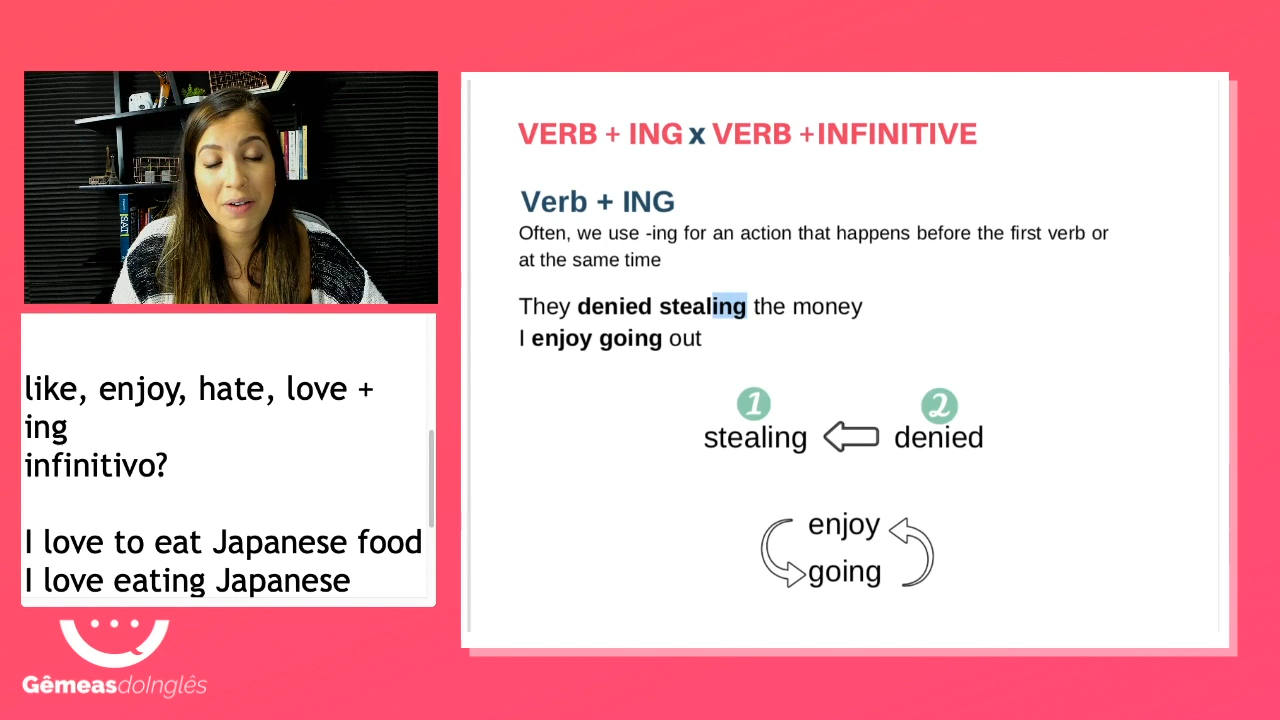 VERB + ING x VERB +INFINITIVE
Verb + ING
Often, we use -ing for an action that happens before the first verb or
at the same time
They denied stealing the money
I enjoy going out
1 2
stealing denied
enjoy
going
like, enjoy, hate, love +
ing
infinitivo?
I love to eat Japanese food
I love eating Japanese
GêmeasdoInglês
SAT